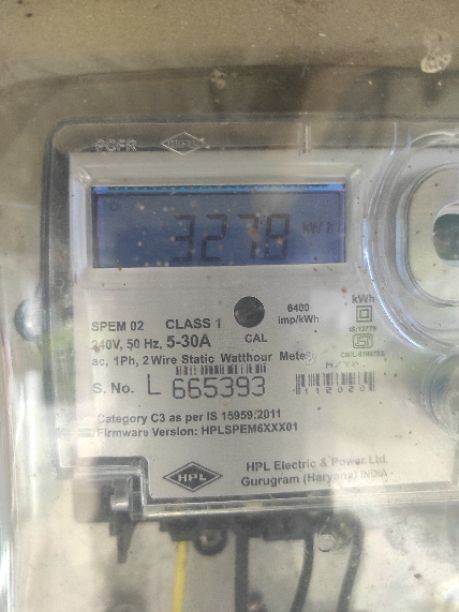 3278 kWh
SPEM 02 CLASS 1
240V, 50 Hz, 5-30A CAL
6400
imp/kWh
kWh
ac, 1Ph, 2 Wire Static Watthour Meter
S. No. L 665393
112020
Category C3 as per IS 15959:2011
Firmware Version: HPLSPEM6XXX01
HPL
HPL Electric & Power Ltd.
Gurugram (Haryana) INDIA